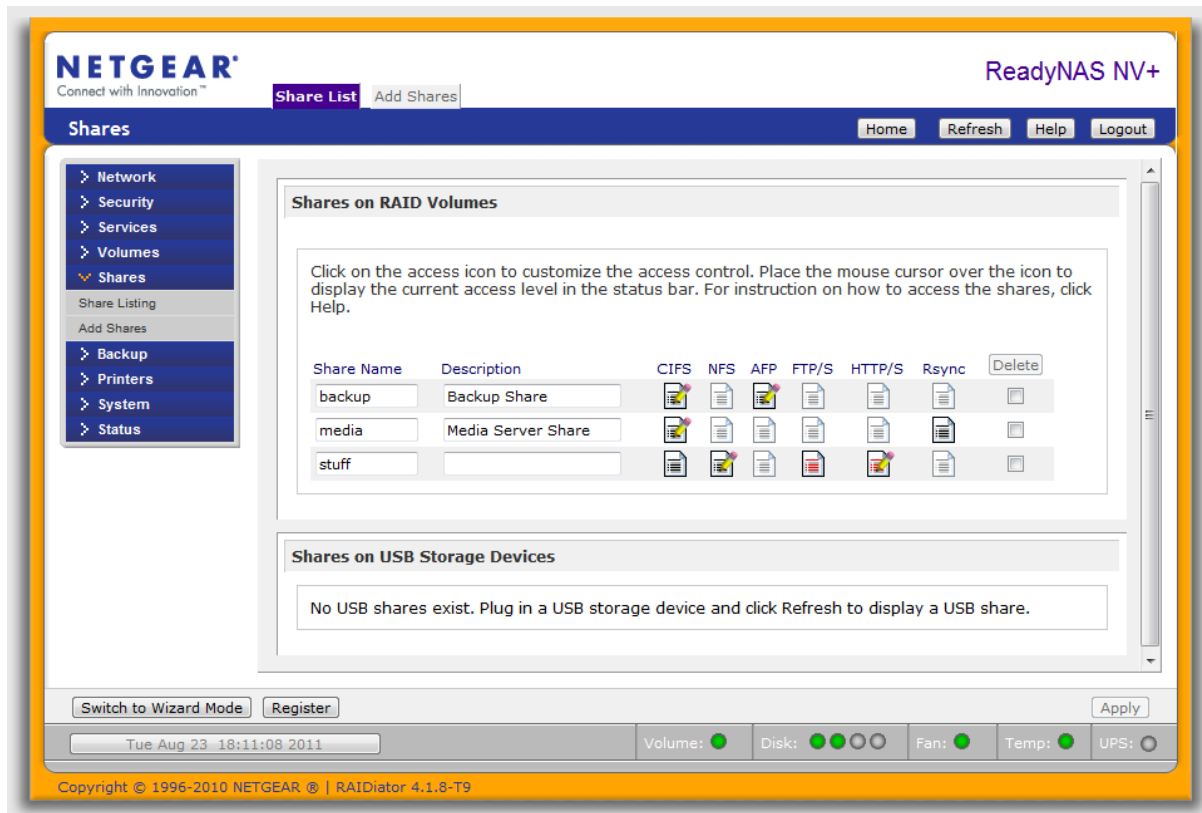 NETGEAR®
Connect with Innovation™
ReadyNAS NV+
Share List Add Shares
Shares
Home Refresh Help Logout
Network
Security
Services
Volumes
Shares
Share Listing
Add Shares
Backup
Printers
System
Status
Shares on RAID Volumes
Click on the access icon to customize the access control. Place the mouse cursor over the icon to
display the current access level in the status bar. For instruction on how to access the shares, click
Help.
Share Name Description CIFS NFS AFP FTP/S HTTP/S Rsync Delete
backup Backup Share
media Media Server Share
stuff
Shares on USB Storage Devices
No USB shares exist. Plug in a USB storage device and click Refresh to display a USB share.
Switch to Wizard Mode Register Apply
Tue Aug 23 18:11:08 2011 Volume: Disk: Fan: Temp: UPS:
Copyright © 1996-2010 NETGEAR ® | RAIDiator 4.1.8-T9